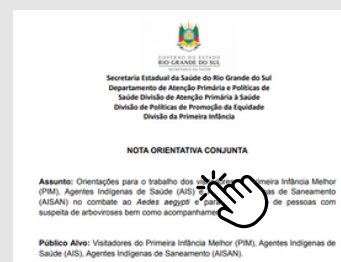 GOVERNO DO ESTADO
RIO GRANDE DO SUL
SECRETARIA DA SAÚDE
Secretaria Estadual da Saúde do Rio Grande do Sul
Departamento de Atenção Primária e Políticas de
Saúde Divisão de Atenção Primária à Saúde
Divisão de Políticas de Promoção da Equidade
Divisão da Primeira Infância
NOTA ORIENTATIVA CONJUNTA
Assunto: Orientações para o trabalho dos Primeira Infância Melhor
(PIM), Agentes Indígenas de Saúde (AIS) de Saneamento
(AISAN) no combate ao Aedes aegypti e de pessoas com
suspeita de arboviroses bem como
Público Alvo: Visitadores do Primeira Infância Melhor (PIM), Agentes Indígenas de
Saúde (AIS), Agentes Indígenas de Saneamento (AISAN).